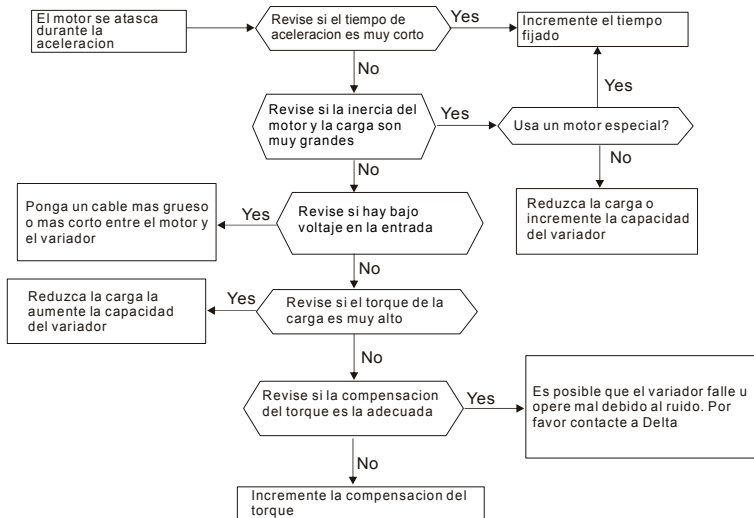 El motor se atasca
durante la
aceleracion
Revise si el tiempo de
aceleracion es muy corto
Yes
Incremente el tiempo
fijado
No
Yes
Revise si la inercia del
motor y la carga son
muy grandes
Yes
Usa un motor especial?
No
No
Reduzca la carga o
incremente la capacidad
del variador
Ponga un cable mas grueso
o mas corto entre el motor y
el variador
Yes
Revise si hay bajo
voltaje en la entrada
No
Reduzca la carga la
aumente la capacidad
del variador
Yes
Revise si el torque de la
carga es muy alto
No
Revise si la compensacion
del torque es la adecuada
Yes
Es posible que el variador falle u
opere mal debido al ruido. Por
favor contacte a Delta
No
Incremente la compensacion del
torque